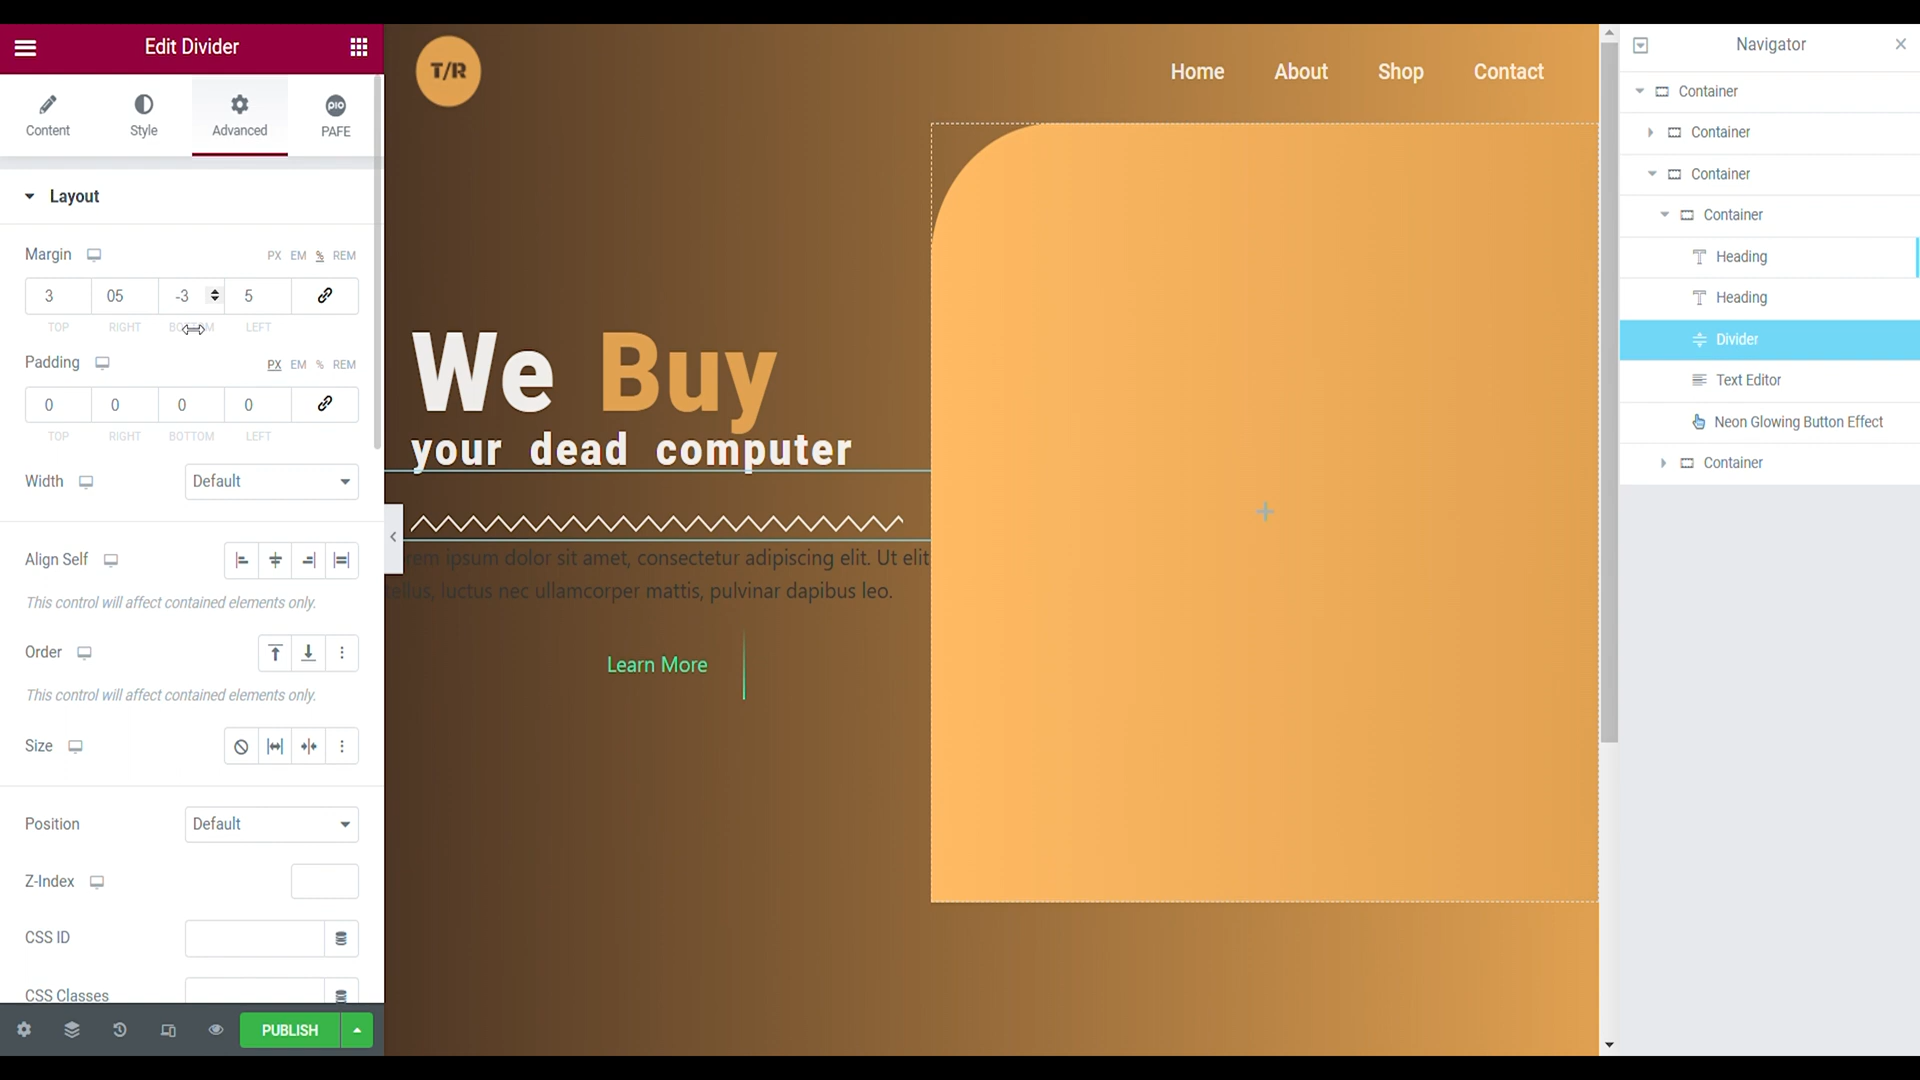 Edit Divider
Content
Style
Advanced
pio
PAFE
Layout
Margin
PX EM % REM
3 05 -3 5
TOP RIGHT BOTTOM LEFT
Padding
PX EM % REM
0 0 0 0
TOP RIGHT BOTTOM LEFT
Width
Default
Align Self
This control will affect contained elements only.
Order
This control will affect contained elements only.
Size
Position
Default
Z-Index
CSS ID
CSS Classes
PUBLISH
T/R
Home About Shop Contact
We Buy
your dead computer
rem ipsum dolor sit amet, consectetur adipiscing elit. Ut elit
tellus, luctus nec ullamcorper mattis, pulvinar dapibus leo.
Learn More
Navigator
Container
Container
Container
Container
Heading
Heading
Divider
Text Editor
Neon Glowing Button Effect
Container